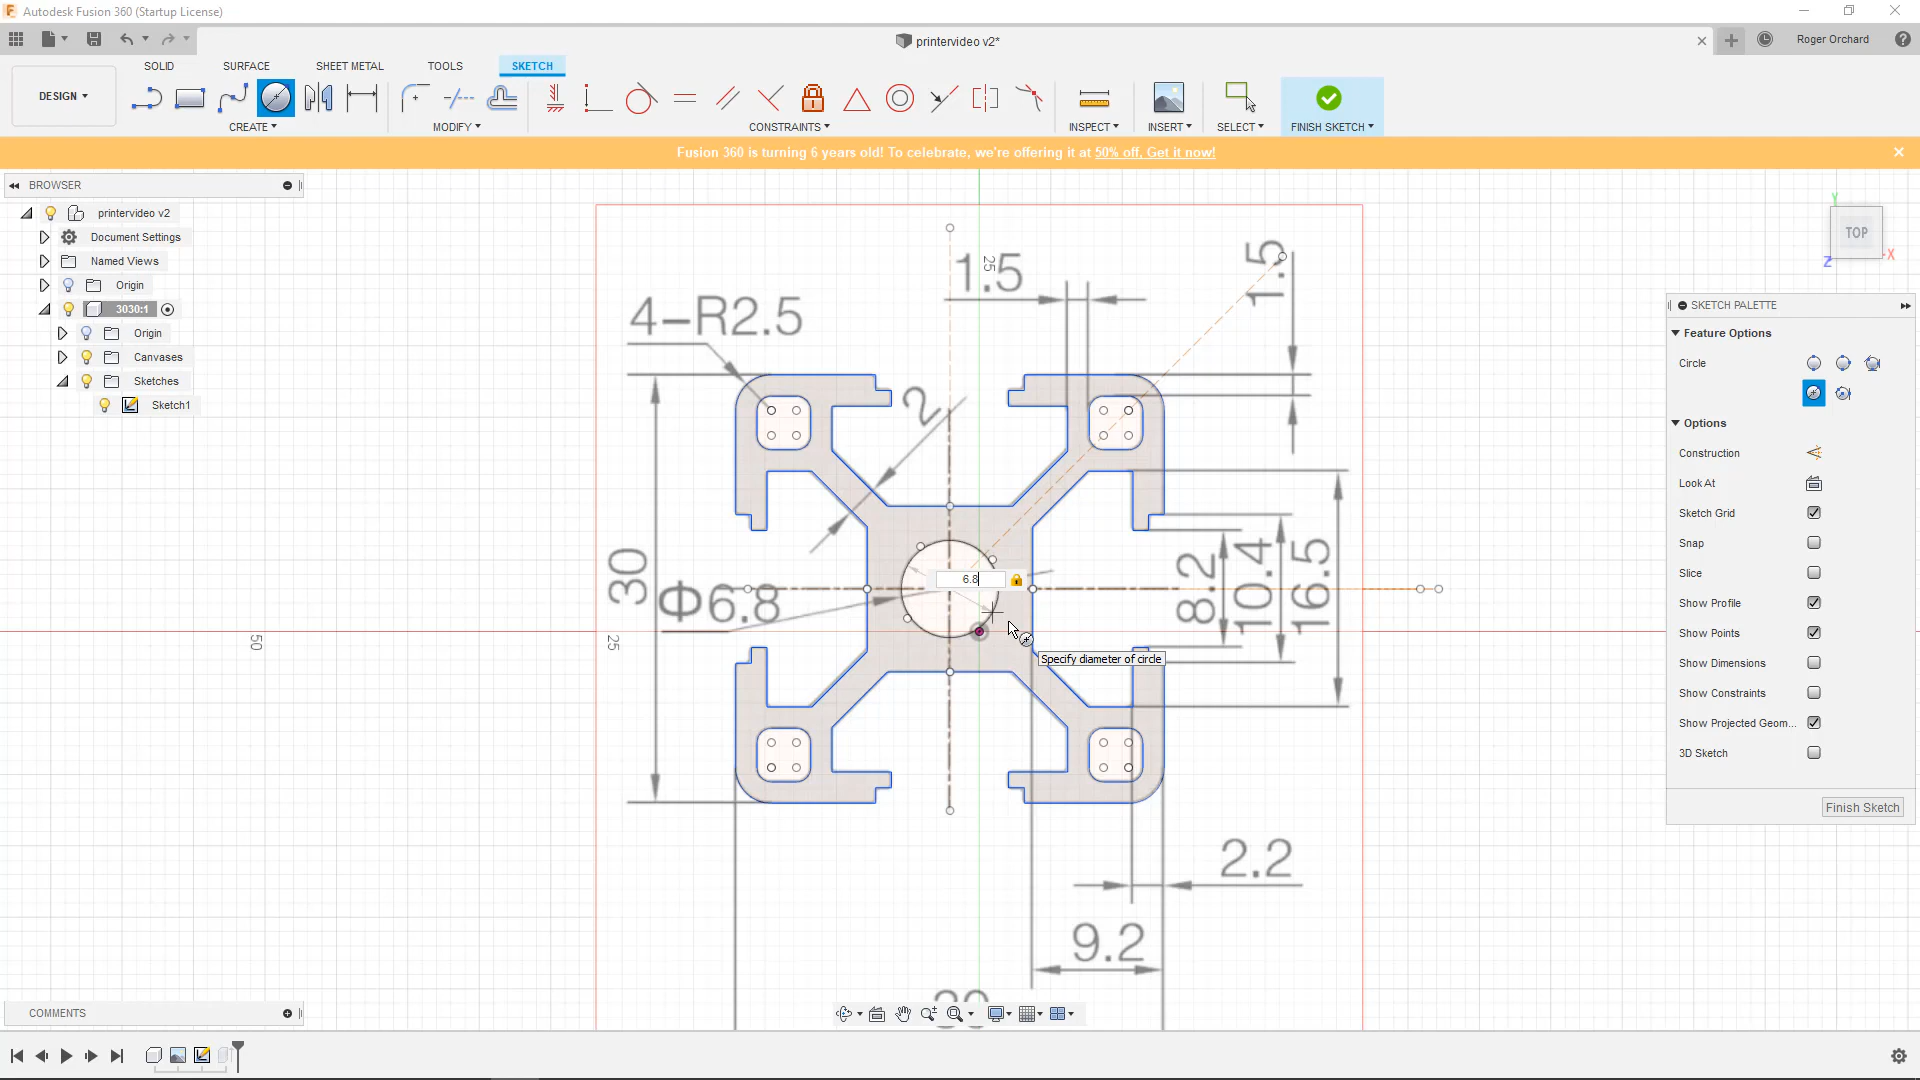 Autodesk Fusion 360 (Startup License)
printervideo v2*
Roger Orchard
SOLID SURFACE SHEET METAL TOOLS SKETCH
DESIGN
CREATE MODIFY CONSTRAINTS INSPECT INSERT SELECT FINISH SKETCH
Fusion 360 is turning 6 years old! To celebrate, we're offering it at 50% off. Get it now!
BROWSER
printervideo v2
Document Settings
Named Views
Origin
3030:1
Origin
Canvases
Sketches
Sketch1
TOP
Y
X
Z
1.5
25
1.5
4-R2.5
2
30
Φ6.8
6.8
8.2
10.4
16.5
50
25
Specify diameter of circle
2.2
9.2
SKETCH PALETTE
Feature Options
Circle
Options
Construction
Look At
Sketch Grid
Snap
Slice
Show Profile
Show Points
Show Dimensions
Show Constraints
Show Projected Geom...
3D Sketch
Finish Sketch
COMMENTS